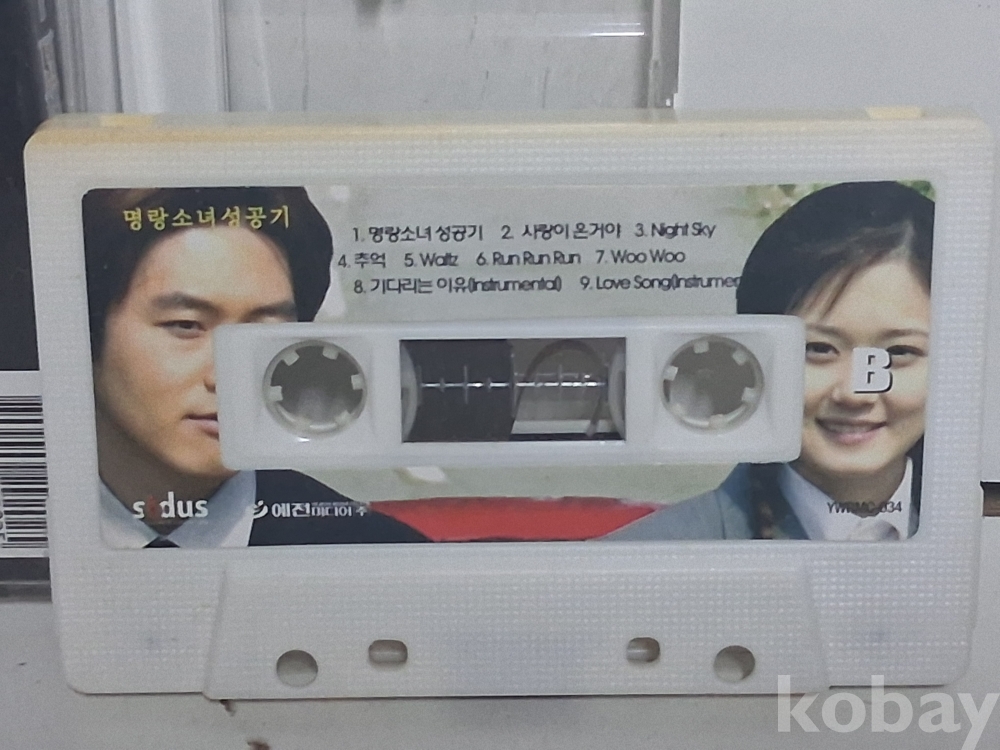 명랑소녀성공기
1. 명랑소녀 성공기 2. 사랑이 온거야 3. Night Sky
4. 추억 5. Waltz 6. Run Run Run 7. Woo Woo
8. 기다리는 이유(Instrumental) 9. Love Song(Instrumen
B
sidus
예전미디어
kobay